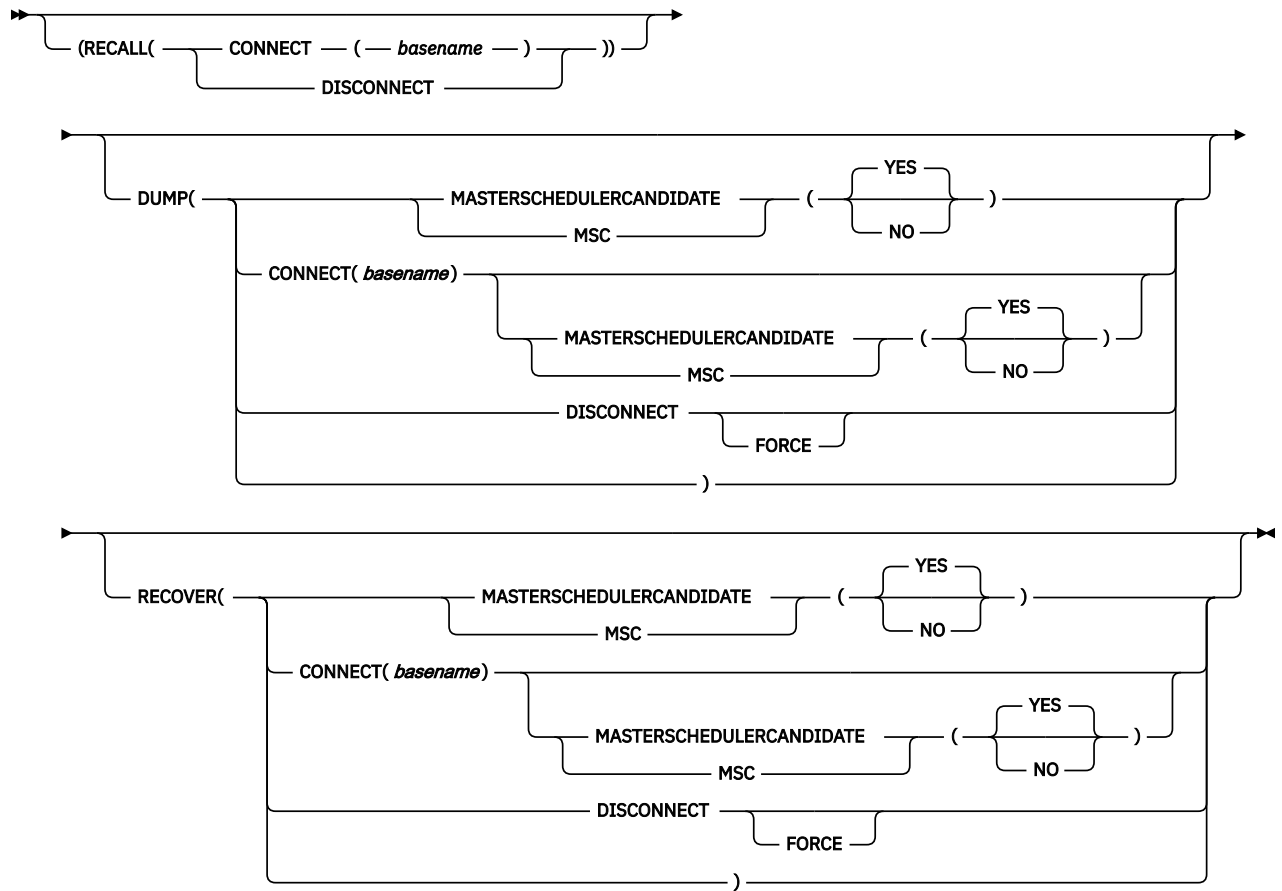 (RECALL( CONNECT ( basename ) ))
DISCONNECT
YES
DUMP( MASTERSCHEDULERCANDIDATE ( )
MSC NO
CONNECT( basename)
YES
MASTERSCHEDULERCANDIDATE ( )
MSC NO
DISCONNECT
FORCE
)
YES
RECOVER( MASTERSCHEDULERCANDIDATE ( )
MSC NO
CONNECT( basename)
YES
MASTERSCHEDULERCANDIDATE ( )
MSC NO
DISCONNECT
FORCE
)